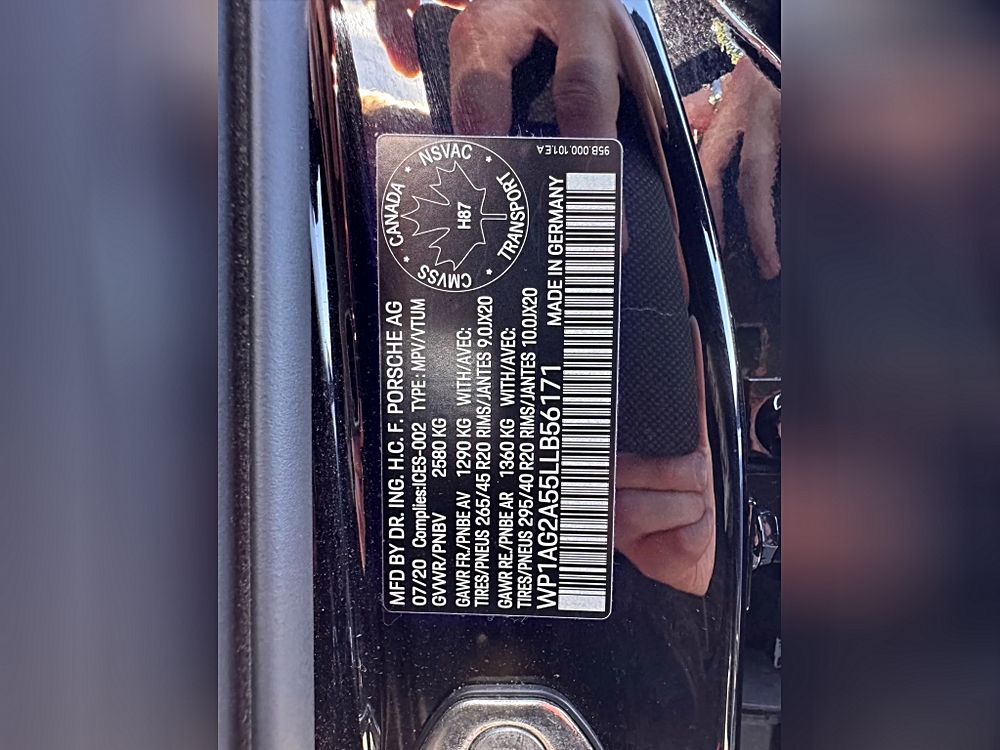 MFD BY DR. ING. H.C. F. PORSCHE AG
07/20 Complies:ICES-002 TYPE: MPV/VTUM
GVWR/PNBV 2580 KG
GAWR FR./PNBE AV 1290 KG WITH/AVEC:
TIRES/PNEUS 265/45 R20 RIMS/JANTES 9.0JX20
GAWR RE./PNBE AR 1360 KG WITH/AVEC:
TIRES/PNEUS 295/40 R20 RIMS/JANTES 10.0JX20
WP1AG2A55LLB56171 MADE IN GERMANY
CANADA * NSVAC * TRANSPORT * CMVSS *
H87
95B.000.101.EA